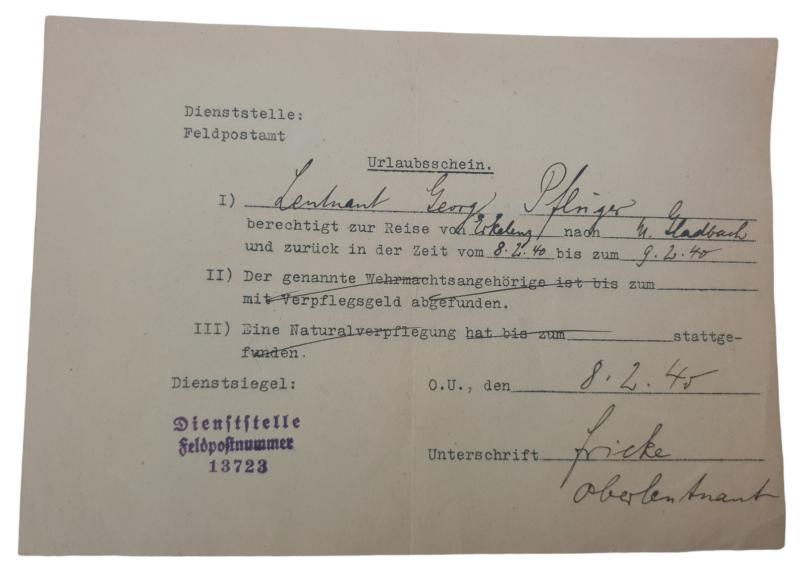 Dienststelle:
Feldpostamt
Urlaubsschein.
I) Leutnant Georg Pflüger
berechtigt zur Reise von Erkelenz nach M. Gladbach
und zurück in der Zeit vom 8.2.40 bis zum 9.2.40
II) Der genannte Wehrmachtsangehörige ist bis zum
mit Verpflegsgeld abgefunden.
III) Eine Naturalverpflegung hat bis zum stattge-
funden.
Dienstsiegel: O.U., den 8.2.40
Dienststelle
Feldpostnummer
13723
Unterschrift Fricke
Oberleutnant